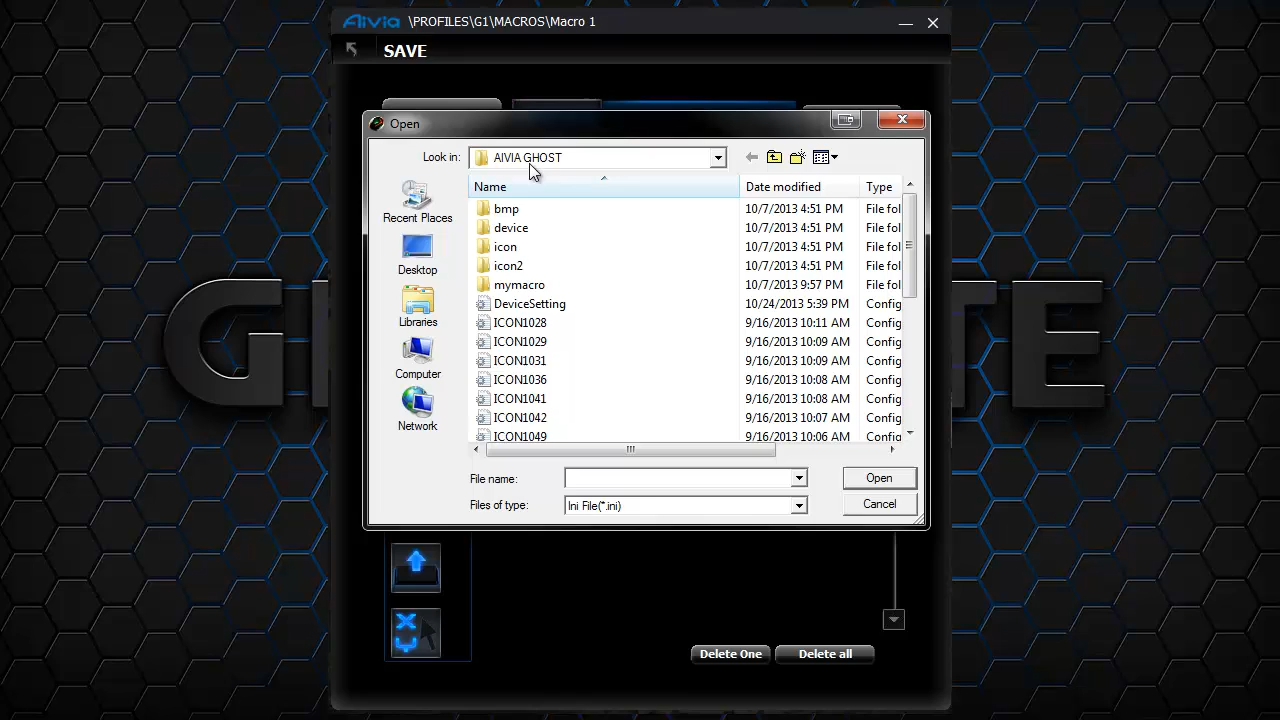 Aivia \PROFILES\G1\MACROS\Macro 1
SAVE
Open
Look in: AIVIA GHOST
Name Date modified Type
Recent Places
Desktop
Libraries
Computer
Network
bmp 10/7/2013 4:51 PM File fol
device 10/7/2013 4:51 PM File fol
icon 10/7/2013 4:51 PM File fol
icon2 10/7/2013 4:51 PM File fol
mymacro 10/7/2013 9:57 PM File fol
DeviceSetting 10/24/2013 5:39 PM Config
ICON1028 9/16/2013 10:11 AM Config
ICON1029 9/16/2013 10:09 AM Config
ICON1031 9/16/2013 10:09 AM Config
ICON1036 9/16/2013 10:08 AM Config
ICON1041 9/16/2013 10:08 AM Config
ICON1042 9/16/2013 10:07 AM Config
ICON1049 9/16/2013 10:06 AM Config
File name: Open
Files of type: Ini File(*.ini) Cancel
Delete One Delete all